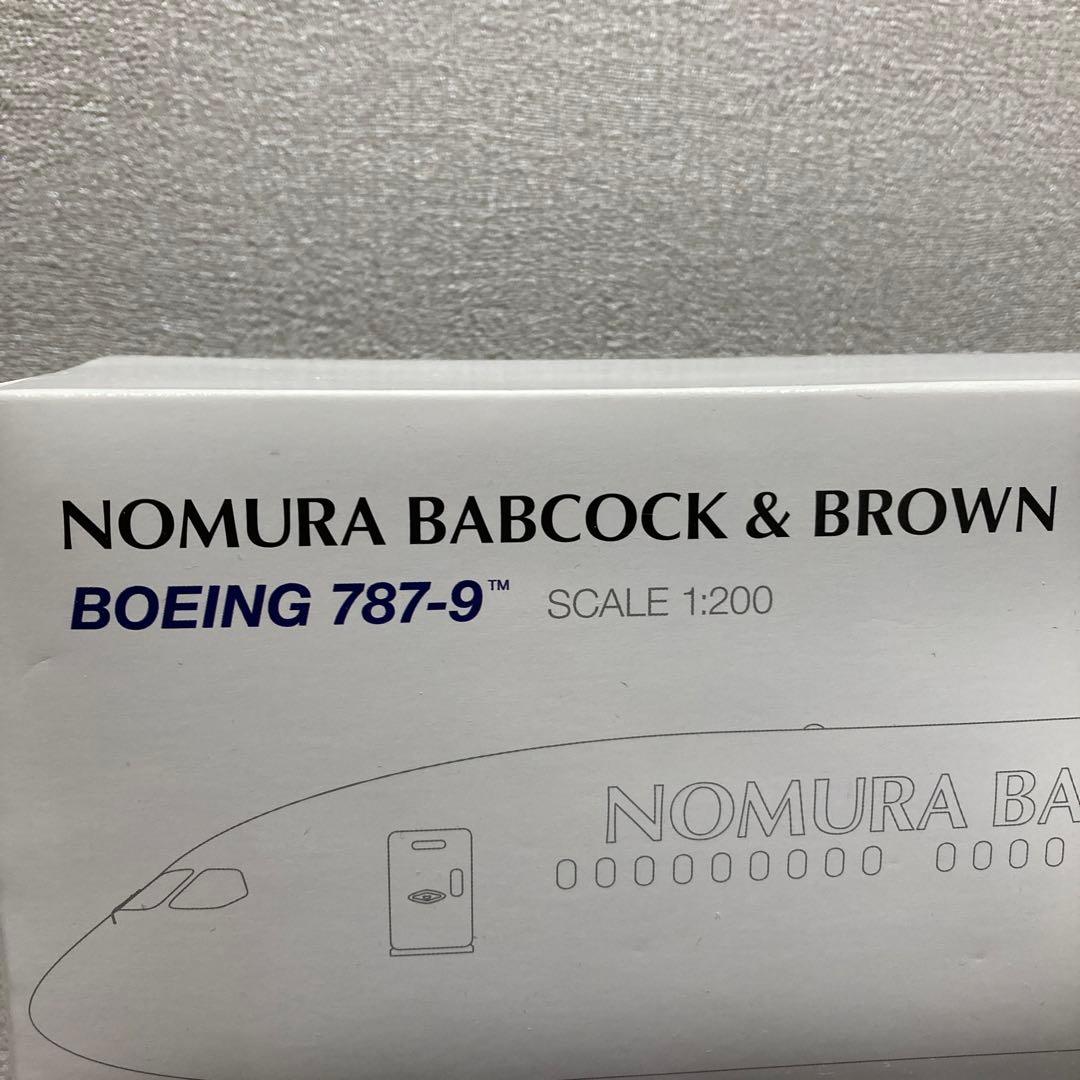 NOMURA BABCOCK & BROWN
BOEING 787-9™ SCALE 1:200
NOMURA BA